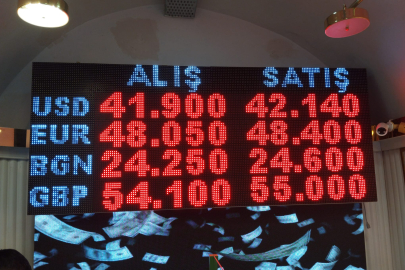 ALIŞ SATIŞ
USD 41.900 42.140
EUR 48.050 48.400
BGN 24.250 24.600
GBP 54.100 55.000